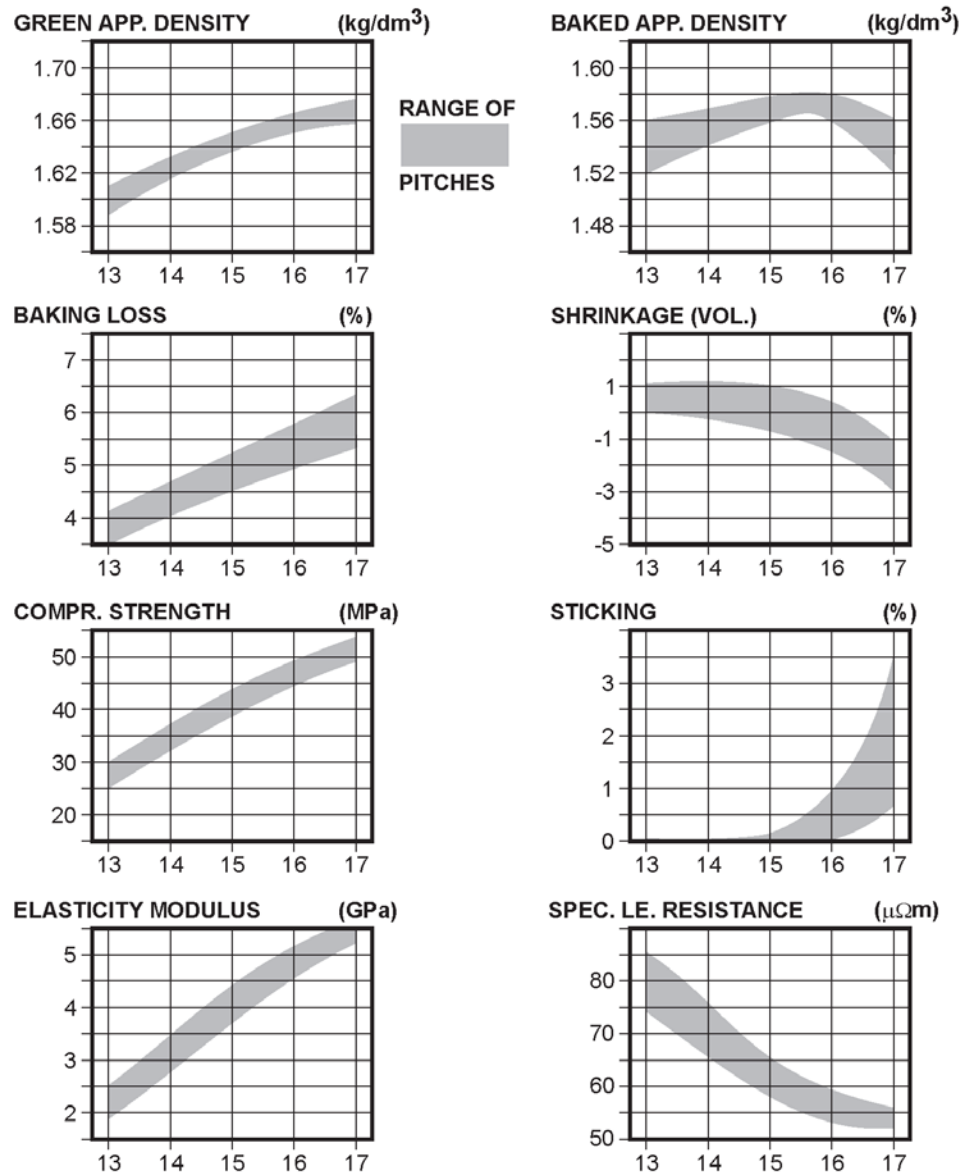 GREEN APP. DENSITY (kg/dm³)
1.70
1.66
1.62
1.58
13 14 15 16 17
RANGE OF
PITCHES
BAKED APP. DENSITY (kg/dm³)
1.60
1.56
1.52
1.48
13 14 15 16 17
BAKING LOSS (%)
7
6
5
4
13 14 15 16 17
SHRINKAGE (VOL.) (%)
1
-1
-3
-5
13 14 15 16 17
COMPR. STRENGTH (MPa)
50
40
30
20
13 14 15 16 17
STICKING (%)
3
2
1
0
13 14 15 16 17
ELASTICITY MODULUS (GPa)
5
4
3
2
13 14 15 16 17
SPEC. LE. RESISTANCE (μΩm)
80
70
60
50
13 14 15 16 17